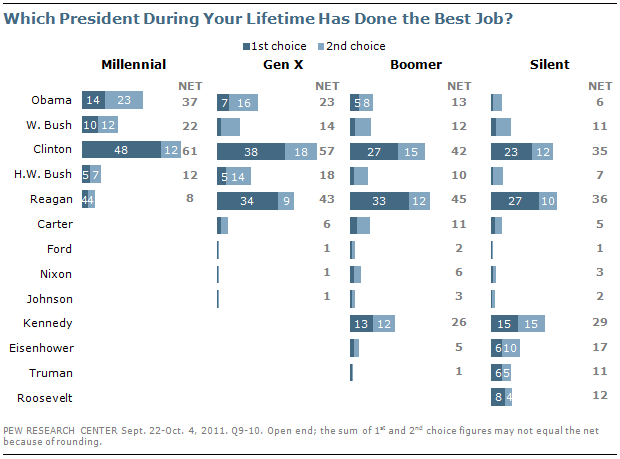 Which President During Your Lifetime Has Done the Best Job?
1st choice 2nd choice
Millennial Gen X Boomer Silent
NET NET NET NET
Obama 14 23 37 7 16 23 5 8 13 6
W. Bush 10 12 22 14 12 11
Clinton 48 12 61 38 18 57 27 15 42 23 12 35
H.W. Bush 5 7 12 5 14 18 10 7
Reagan 4 4 8 34 9 43 33 12 45 27 10 36
Carter 6 11 5
Ford 1 2 1
Nixon 1 6 3
Johnson 1 3 2
Kennedy 13 12 26 15 15 29
Eisenhower 5 6 10 17
Truman 1 6 5 11
Roosevelt 8 4 12
PEW RESEARCH CENTER Sept. 22-Oct. 4, 2011. Q9-10. Open end; the sum of 1st and 2nd choice figures may not equal the net
because of rounding.